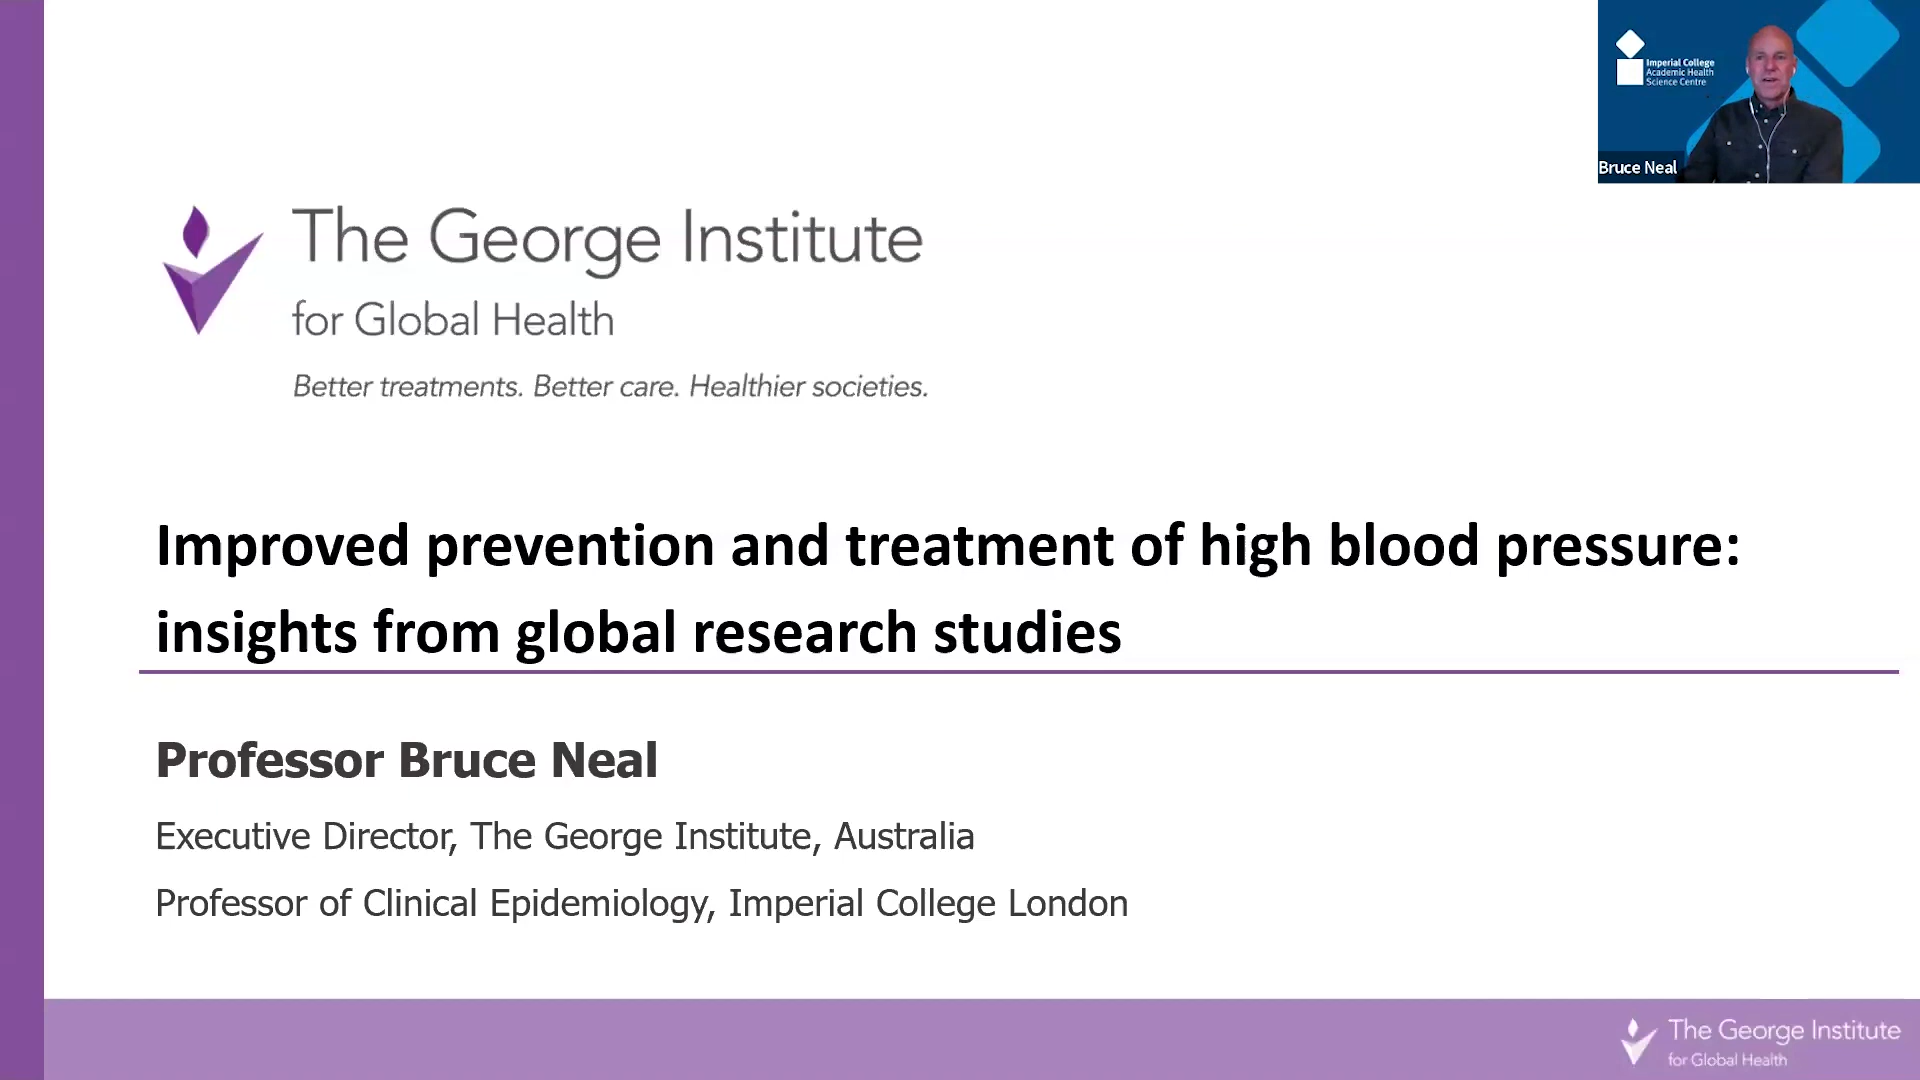 Imperial College
Academic Health
Science Centre
Bruce Neal
The George Institute
for Global Health
Better treatments. Better care. Healthier societies.
Improved prevention and treatment of high blood pressure:
insights from global research studies
Professor Bruce Neal
Executive Director, The George Institute, Australia
Professor of Clinical Epidemiology, Imperial College London
The George Institute
for Global Health